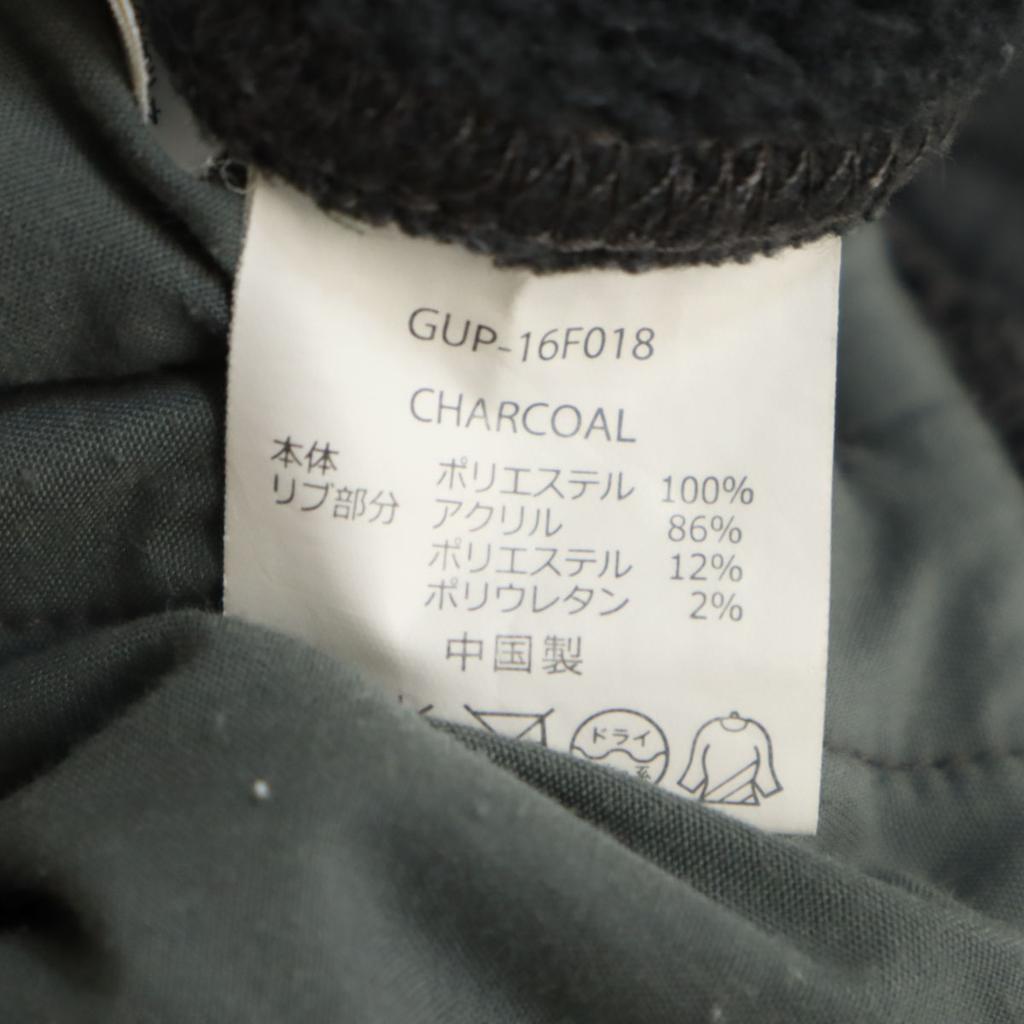 GUP-16F018
CHARCOAL
本体 ポリエステル 100%
リブ部分 アクリル 86%
ポリエステル 12%
ポリウレタン 2%
中国製
ドライ
系